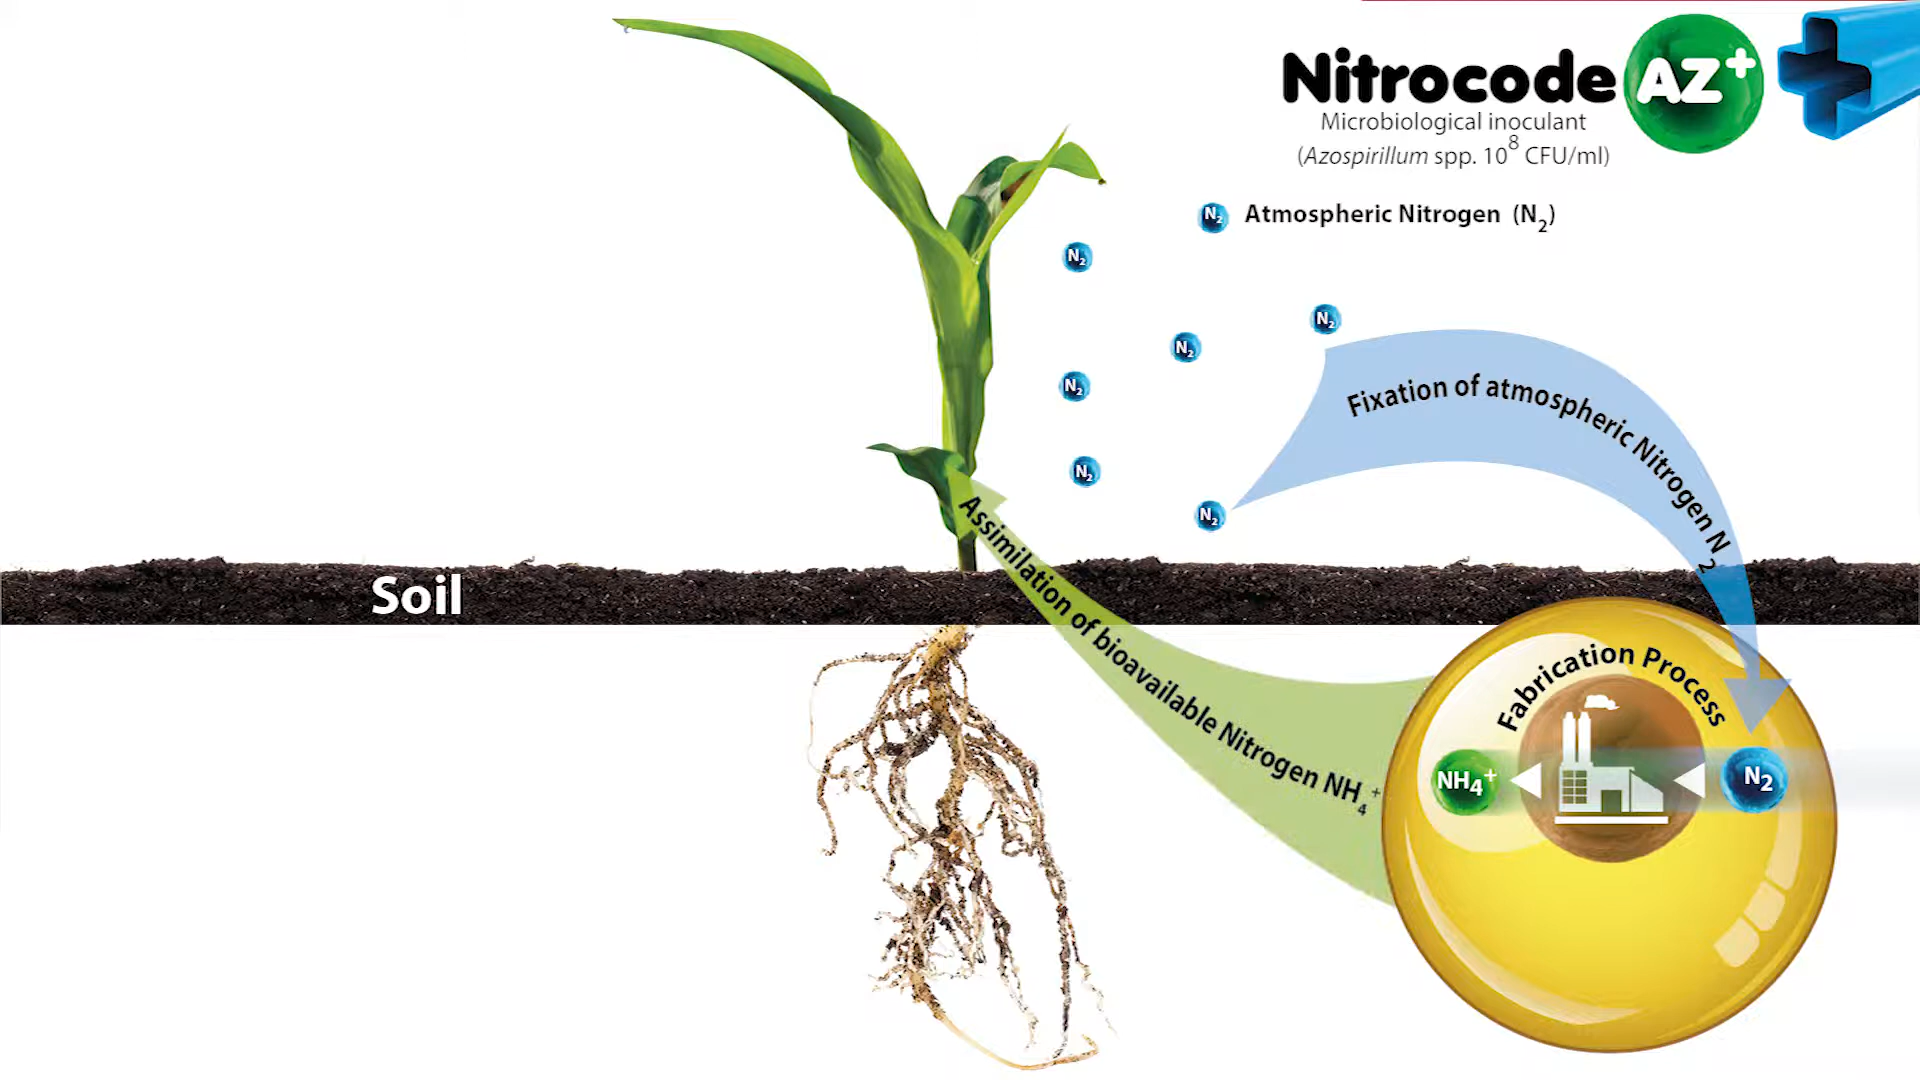 Nitrocode AZ+
Microbiological inoculant
(Azospirillum spp. 10⁸ CFU/ml)
N₂ Atmospheric Nitrogen (N₂)
N₂
N₂
N₂
N₂
N₂
N₂
Fixation of atmospheric Nitrogen N₂
Assimilation of bioavailable Nitrogen NH₄⁺
Soil
Fabrication Process
NH₄⁺
N₂